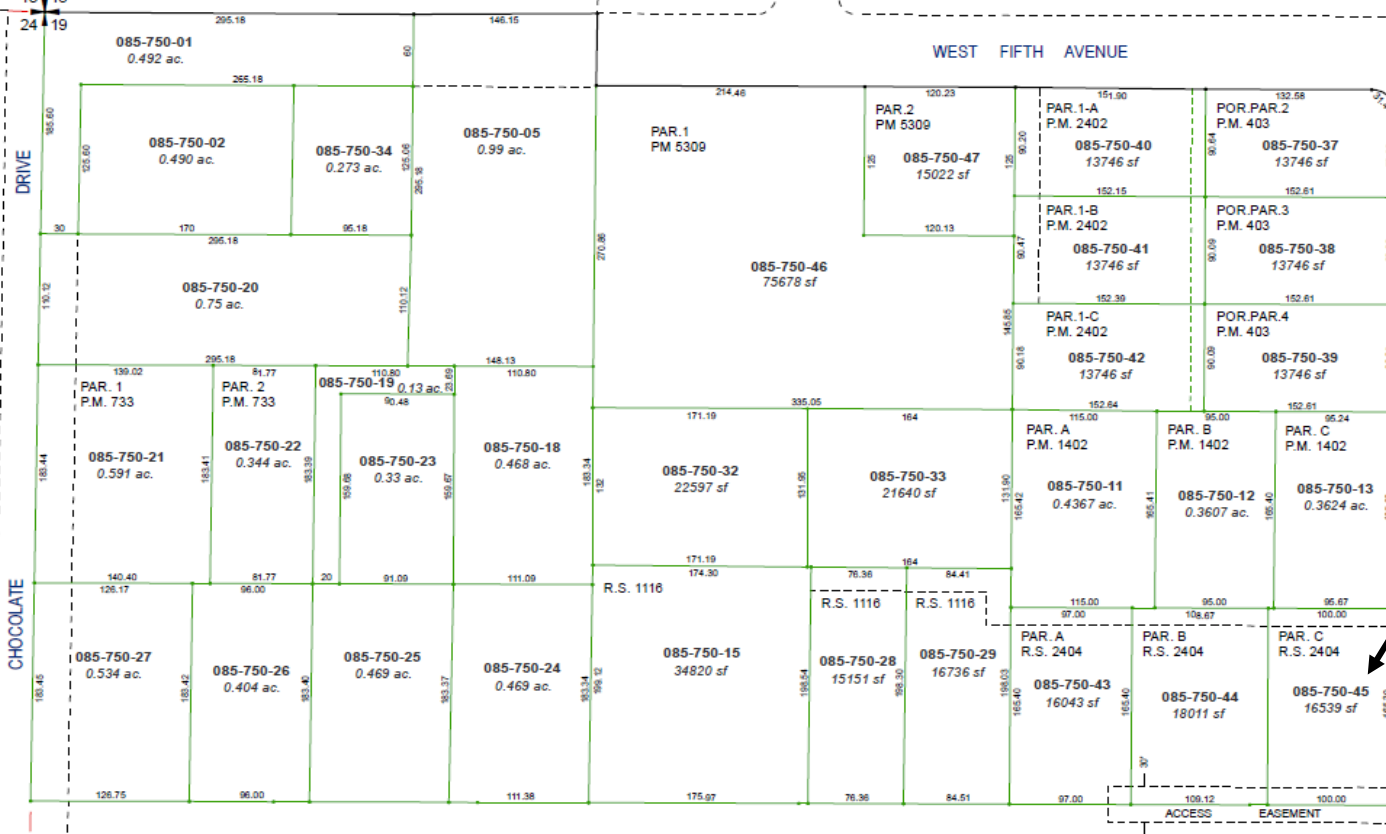 24 19
295.18
146.15
085-750-01
0.492 ac.
60
WEST FIFTH AVENUE
265.18
214.46
120.23
151.90
132.58
185.60
DRIVE
125.60
085-750-02
0.490 ac.
085-750-34
0.273 ac.
125.06
295.18
085-750-05
0.99 ac.
PAR.1
PM 5309
PAR.2
PM 5309
125
085-750-47
15022 sf
125
90.20
PAR.1-A
P.M. 2402
085-750-40
13746 sf
90.64
POR.PAR.2
P.M. 403
085-750-37
13746 sf
152.15
152.61
30
170
95.18
295.18
120.13
270.86
90.47
PAR.1-B
P.M. 2402
085-750-41
13746 sf
90.09
POR.PAR.3
P.M. 403
085-750-38
13746 sf
085-750-46
75678 sf
110.12
085-750-20
0.75 ac.
110.12
152.39
152.61
145.85
90.18
PAR.1-C
P.M. 2402
085-750-42
13746 sf
90.09
POR.PAR.4
P.M. 403
085-750-39
13746 sf
295.18
148.13
139.02
81.77
110.80
110.80
PAR. 1
P.M. 733
PAR. 2
P.M. 733
085-750-19
0.13 ac.
23.69
90.48
335.05
171.19
164
152.64
152.61
115.00
95.00
95.24
183.44
085-750-21
0.591 ac.
183.41
085-750-22
0.344 ac.
183.39
159.68
085-750-23
0.33 ac.
159.67
085-750-18
0.468 ac.
183.34
132
085-750-32
22597 sf
131.95
085-750-33
21640 sf
131.90
165.42
PAR. A
P.M. 1402
085-750-11
0.4367 ac.
165.41
PAR. B
P.M. 1402
085-750-12
0.3607 ac.
165.40
PAR. C
P.M. 1402
085-750-13
0.3624 ac.
171.19
164
174.30
76.36
84.41
140.40
81.77
20
91.09
111.09
126.17
96.00
R.S. 1116
R.S. 1116
R.S. 1116
115.00
95.00
95.67
97.00
108.67
100.00
CHOCOLATE
183.45
085-750-27
0.534 ac.
183.42
085-750-26
0.404 ac.
183.40
085-750-25
0.469 ac.
183.37
085-750-24
0.469 ac.
183.34
199.12
085-750-15
34820 sf
198.54
085-750-28
15151 sf
198.30
085-750-29
16736 sf
198.03
165.40
PAR. A
R.S. 2404
085-750-43
16043 sf
165.40
PAR. B
R.S. 2404
085-750-44
18011 sf
PAR. C
R.S. 2404
085-750-45
16539 sf
30'
126.75
96.00
111.38
175.97
76.36
84.51
97.00
109.12
100.00
ACCESS EASEMENT